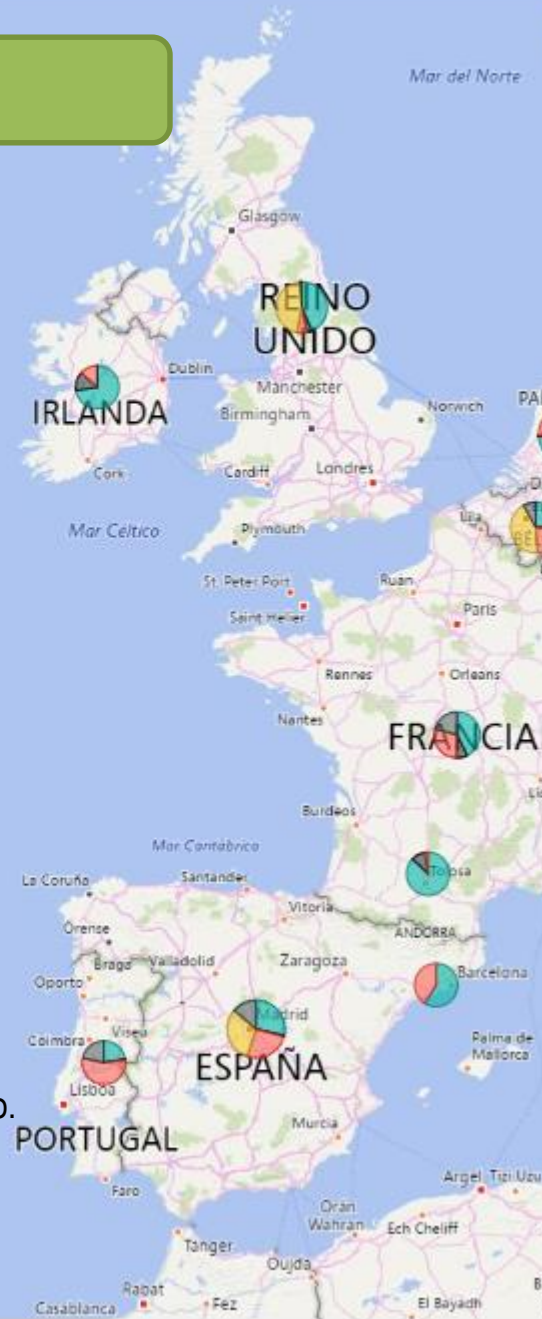 Mar del Norte
Glasgow
REINO
UNIDO
Dublin
Manchester
IRLANDA
Birmingham
Norwich
PA
Cork
Cardiff
Londres
Mar Céltico
Plymouth
St. Peter Port
Ruán
Saint Helier
Paris
Rennes
Orleans
Nantes
FRANCIA
Burdeos
Mar Cantábrico
La Coruña
Santander
Vitoria
Orense
ANDORRA
Braga
Valladolid
Zaragoza
Barcelona
Oporto
Madrid
Coimbra
Viseu
Palma de
Mallorca
ESPAÑA
Lisboa
o.
PORTUGAL
Murcia
Faro
Argel
Tizi Uzu
Orán
Wahran
Ech Cheliff
Tánger
Oujda
Rabat
Fez
El Bayadh
Casablanca